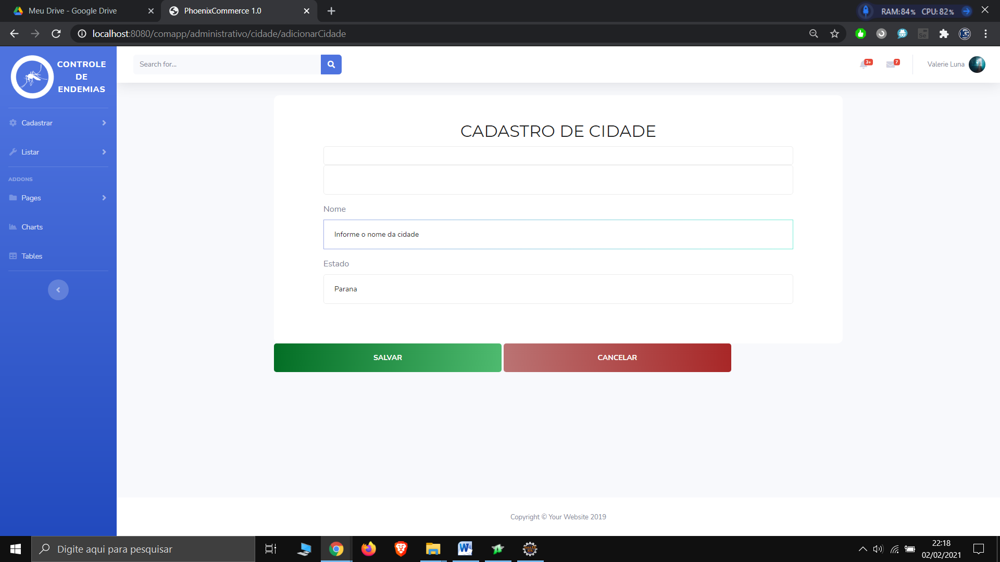 Meu Drive - Google Drive
PhoenixCommerce 1.0
RAM: 84% CPU: 82%
localhost:8080/comapp/administrativo/cidade/adicionarCidade
Se
G
CONTROLE
DE
ENDEMIAS
Search for...
3+
7
Valerie Luna
Cadastrar
Listar
ADDONS
Pages
Charts
Tables
CADASTRO DE CIDADE
Nome
Informe o nome da cidade
Estado
Parana
SALVAR
CANCELAR
Copyright © Your Website 2019
Digite aqui para pesquisar
W
22:18
02/02/2021